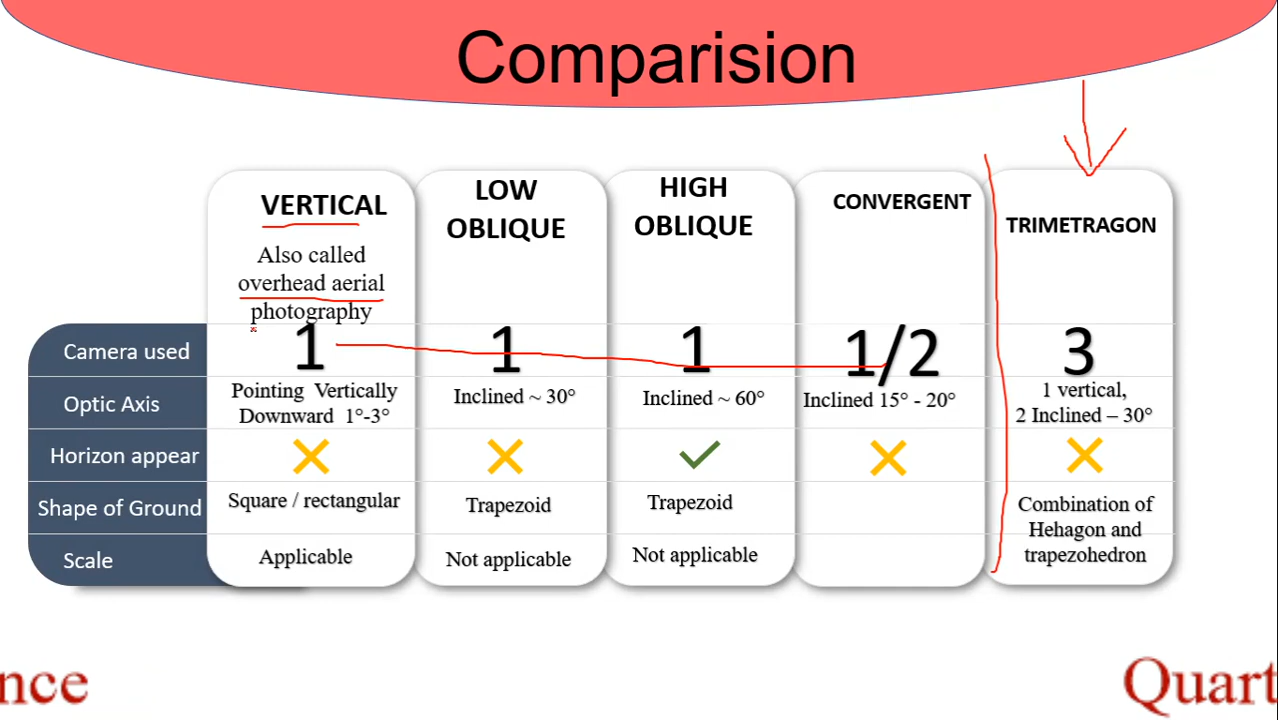 Comparision
VERTICAL
Also called
overhead aerial
photography
LOW
OBLIQUE
HIGH
OBLIQUE
CONVERGENT
TRIMETRAGON
Camera used
1
1
1
1/2
3
Optic Axis
Pointing Vertically
Downward 1°-3°
Inclined ~ 30°
Inclined ~ 60°
Inclined 15° - 20°
1 vertical,
2 Inclined – 30°
Horizon appear
Shape of Ground
Square / rectangular
Trapezoid
Trapezoid
Combination of
Hehagon and
trapezohedron
Scale
Applicable
Not applicable
Not applicable
nce
Quart